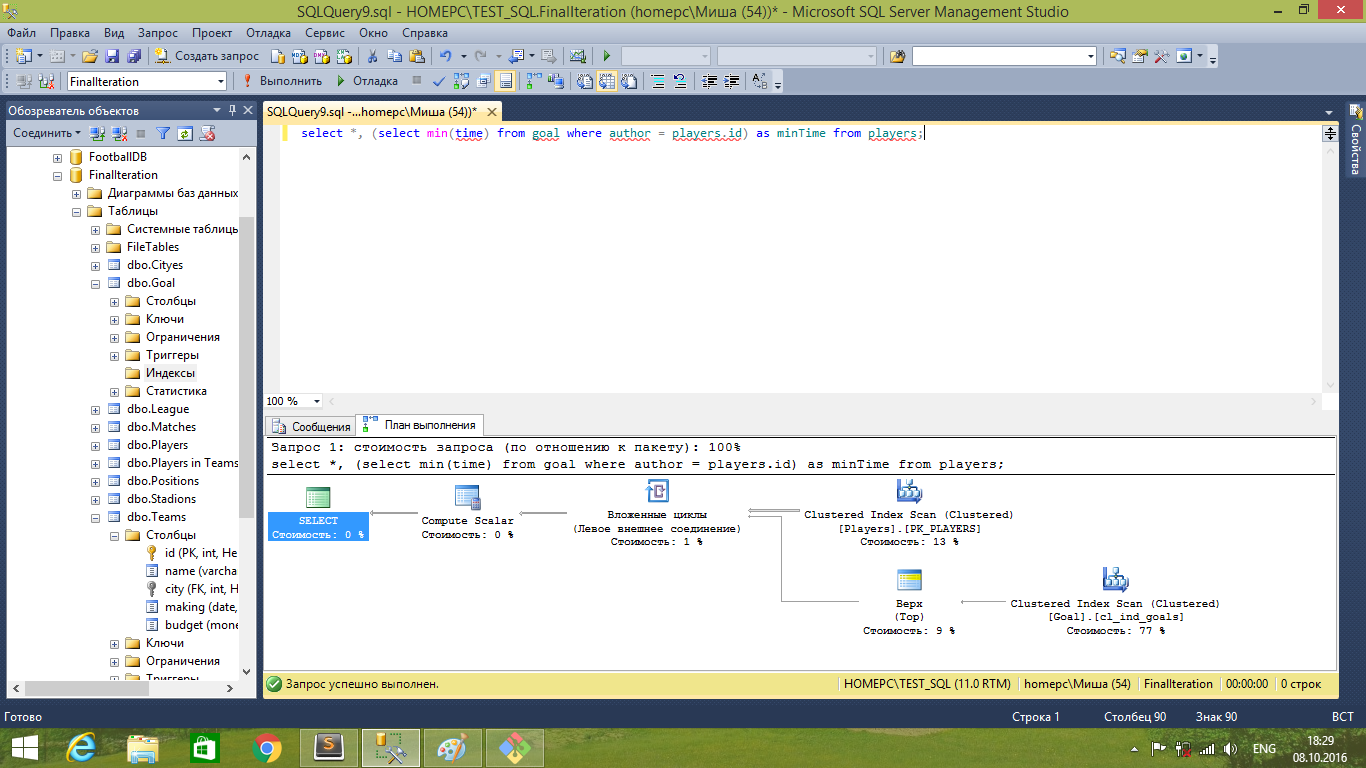 SQLQuery9.sql - HOMEPC\TEST_SQL.FinalIteration (homepc\Миша (54))* - Microsoft SQL Server Management Studio
Файл Правка Вид Запрос Проект Отладка Сервис Окно Справка
Создать запрос
FinalIteration
Выполнить
Отладка
Обозреватель объектов
Соединить
FootballDB
FinalIteration
Диаграммы баз данных
Таблицы
Системные таблицы
FileTables
dbo.Cityes
dbo.Goal
Столбцы
Ключи
Ограничения
Триггеры
Индексы
Статистика
dbo.League
dbo.Matches
dbo.Players
dbo.Players in Teams
dbo.Positions
dbo.Stadions
dbo.Teams
Столбцы
id (PK, int, Не
name (varcha
city (FK, int, Н
making (date,
budget (mone
Ключи
Ограничения
Триггеры
SQLQuery9.sql -...homepc\Миша (54))*
select *, (select min(time) from goal where author = players.id) as minTime from players;
Свойства
100 %
Сообщения
План выполнения
Запрос 1: стоимость запроса (по отношению к пакету): 100%
select *, (select min(time) from goal where author = players.id) as minTime from players;
SELECT
Стоимость: 0 %
Compute Scalar
Стоимость: 0 %
Вложенные циклы
(Левое внешнее соединение)
Стоимость: 1 %
Clustered Index Scan (Clustered)
[Players].[PK_PLAYERS]
Стоимость: 13 %
Верх
(Top)
Стоимость: 9 %
Clustered Index Scan (Clustered)
[Goal].[cl_ind_goals]
Стоимость: 77 %
Запрос успешно выполнен.
HOMEPC\TEST_SQL (11.0 RTM)
homepc\Миша (54)
FinalIteration
00:00:00
0 строк
Готово
Строка 1
Столбец 90
Знак 90
ВСТ
ENG
18:29
08.10.2016